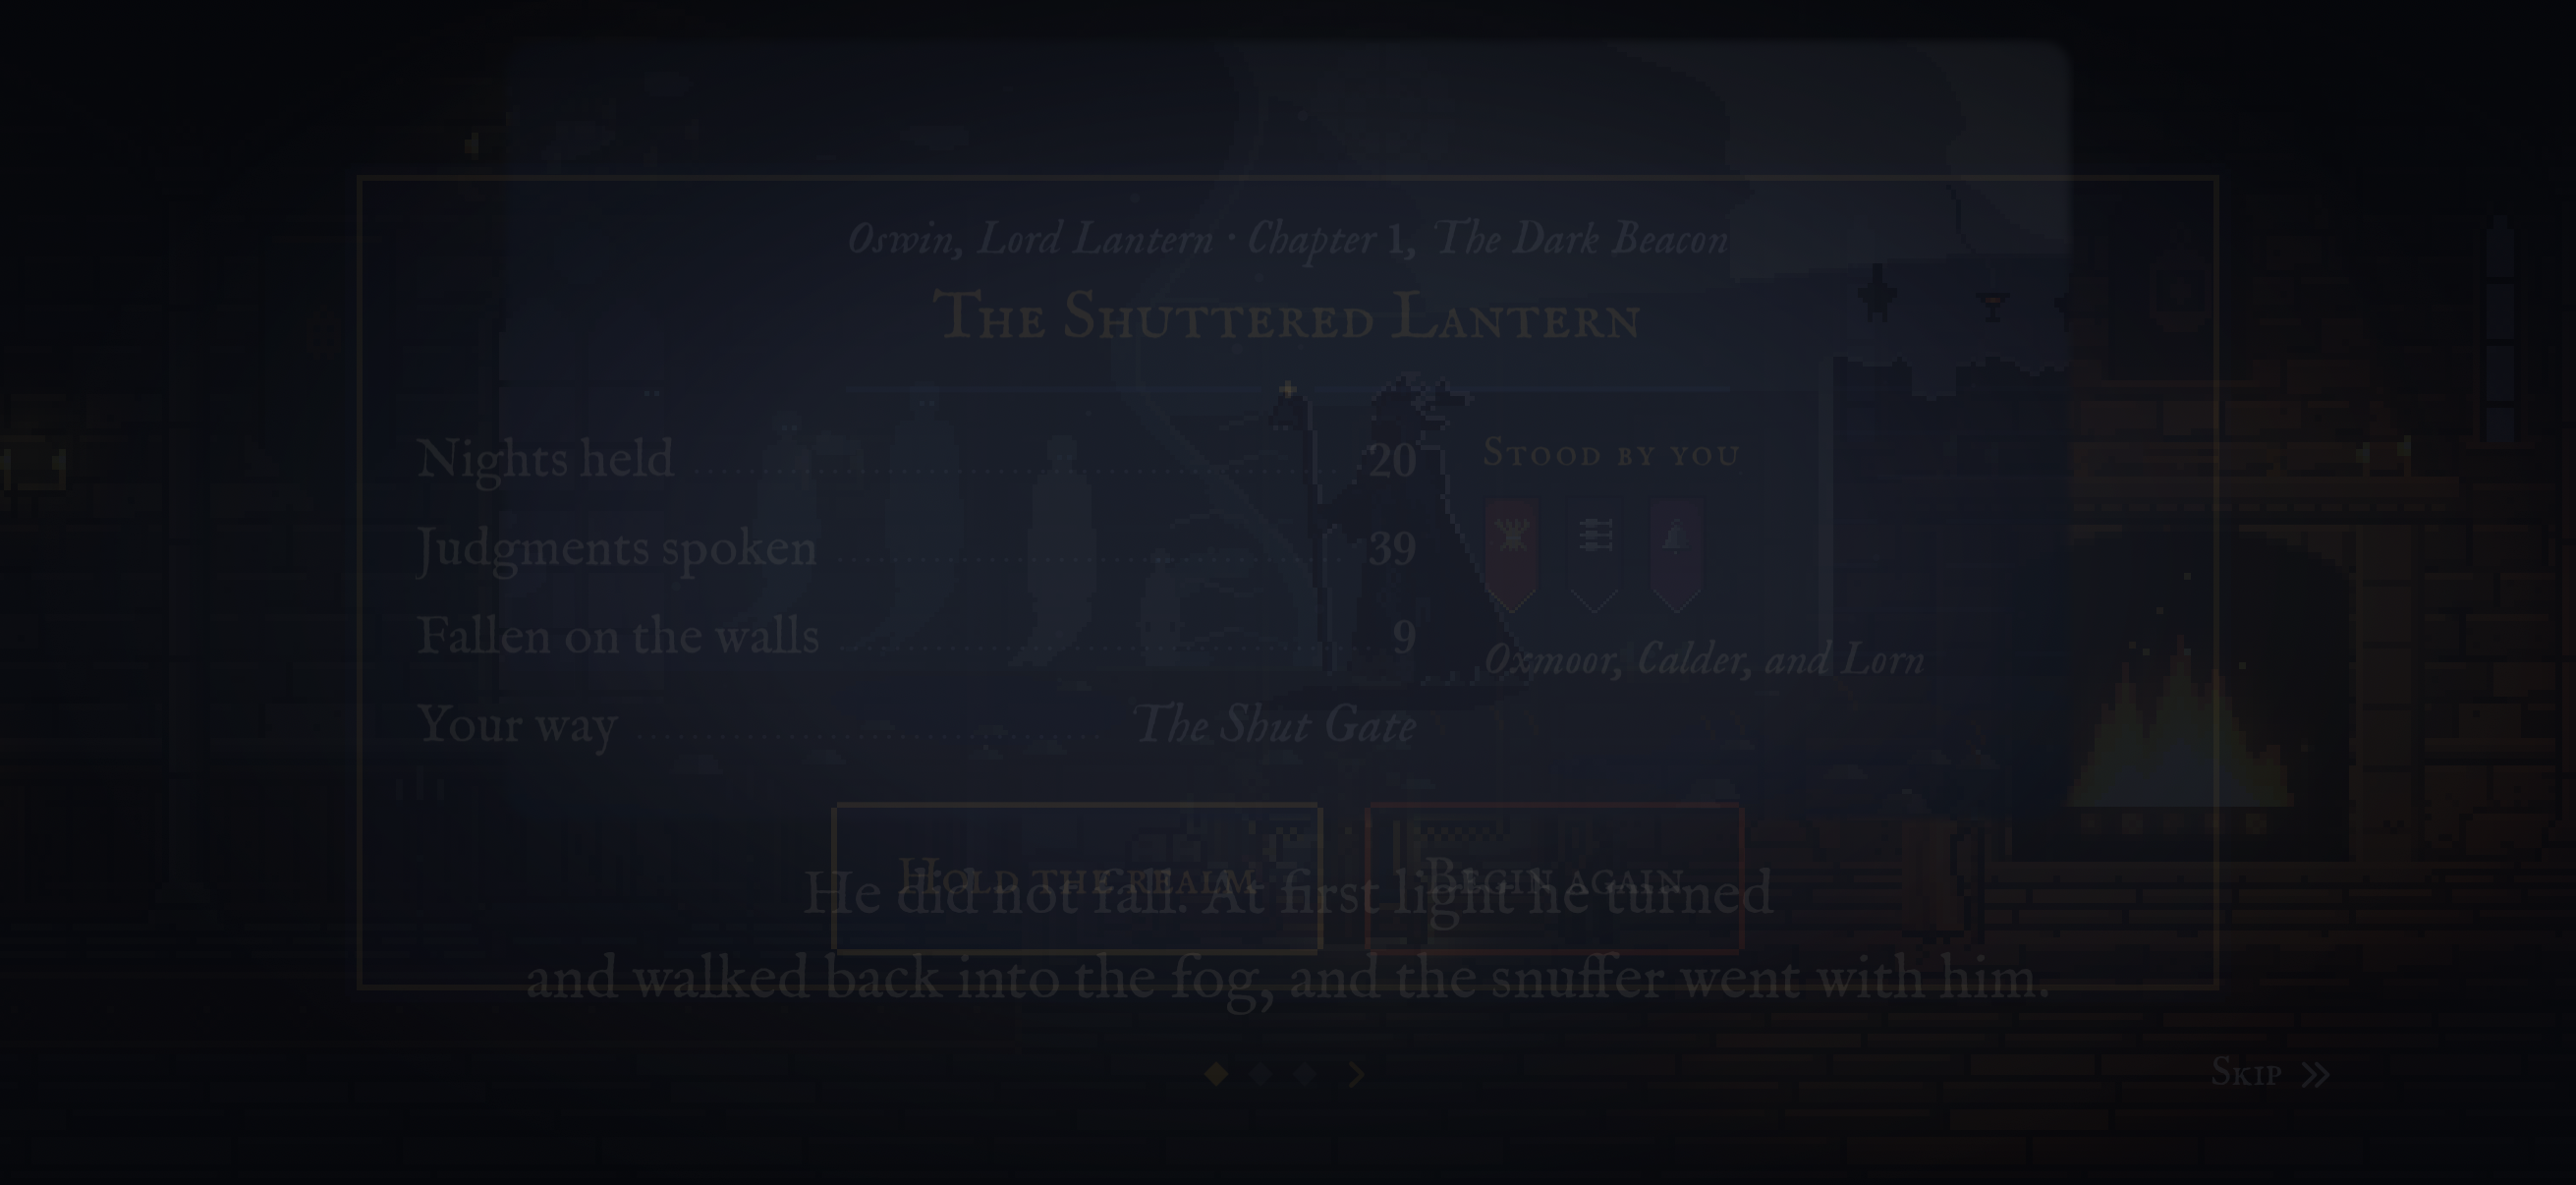 Oswin, Lord Lantern · Chapter 1, The Dark Beacon
The Shuttered Lantern
Nights held 20
Judgments spoken 39
Fallen on the walls 9
Your way The Shut Gate
Stood by you
Oxmoor, Calder, and Lorn
Hold the realm
Begin again
He did not fall. At first light he turned
and walked back into the fog, and the snuffer went with him.
Skip